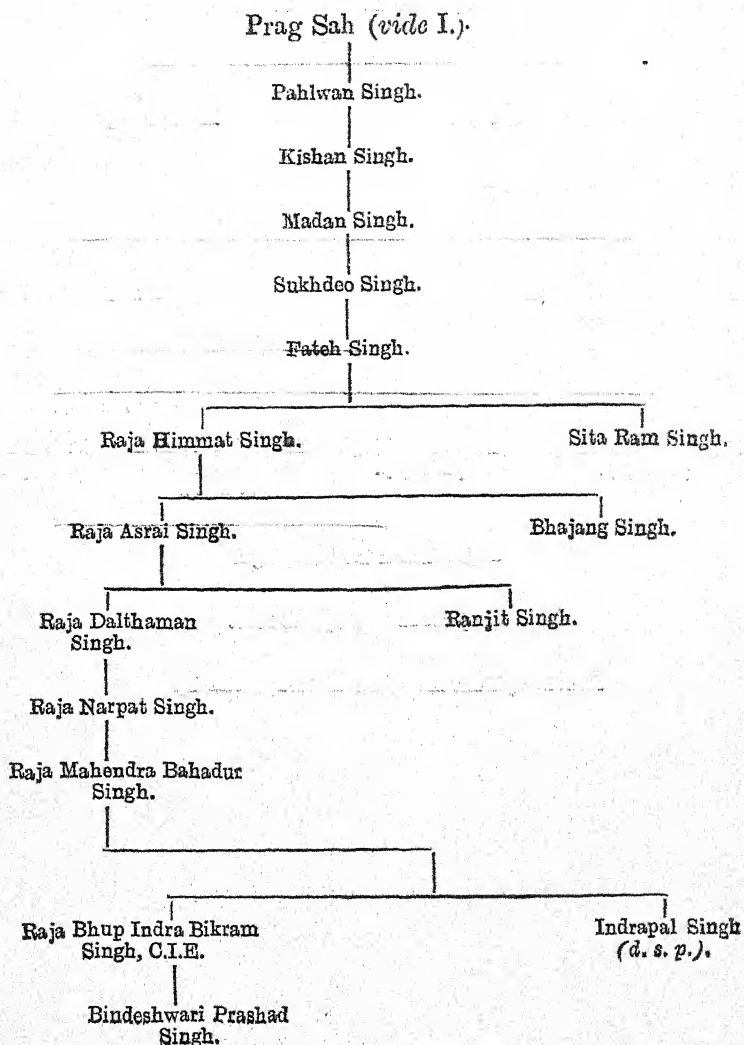 Prag Sah (vide I.).
Pahlwan Singh.
Kishan Singh.
Madan Singh.
Sukhdeo Singh.
Fateh Singh.
Raja Himmat Singh.
Sita Ram Singh.
Raja Asrai Singh.
Bhajang Singh.
Raja Dalthaman
Singh.
Ranjit Singh.
Raja Narpat Singh.
Raja Mahendra Bahadur
Singh.
Raja Bhup Indra Bikram
Singh, C.I.E.
Indrapal Singh
(d. s. p.).
Bindeshwari Prashad
Singh.